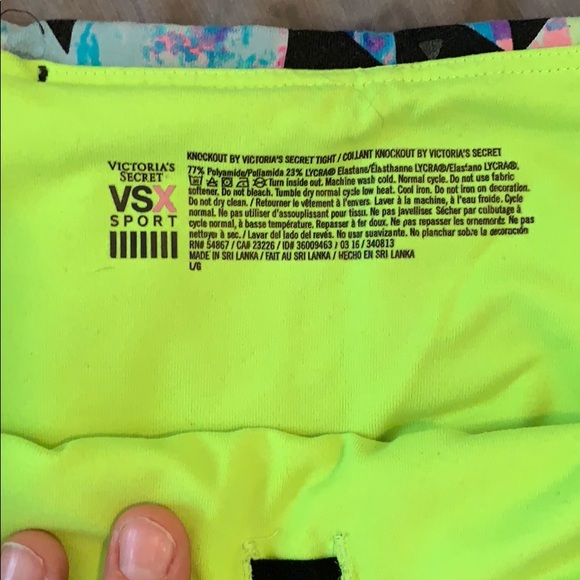 VICTORIA'S
SECRET
VSX
SPORT
KNOCKOUT BY VICTORIA'S SECRET TIGHT / COLLANT KNOCKOUT BY VICTORIA'S SECRET
77% Polyamide/Poliamida 23% LYCRA® Elastane/Élasthanne LYCRA®/Elastano LYCRA®.
Turn inside out. Machine wash cold. Normal cycle. Do not use fabric
softener. Do not bleach. Tumble dry normal cycle low heat. Cool iron. Do not iron on decoration.
Do not dry clean. / Retourner le vêtement à l'envers. Laver à la machine, à l'eau froide. Cycle
normal. Ne pas utiliser d'assouplissant pour tissu. Ne pas javelliser. Sécher par culbutage à
cycle normal, à basse température. Repasser à fer doux. Ne pas repasser les ornements. Ne pas
nettoyer à sec. / Lavar del lado del revés. No usar suavizante. No planchar sobre la decoración
RN# 54867 / CA# 23226 / ID# 36009463 / 03 16 / 340813
MADE IN SRI LANKA / FAIT AU SRI LANKA / HECHO EN SRI LANKA
L/G